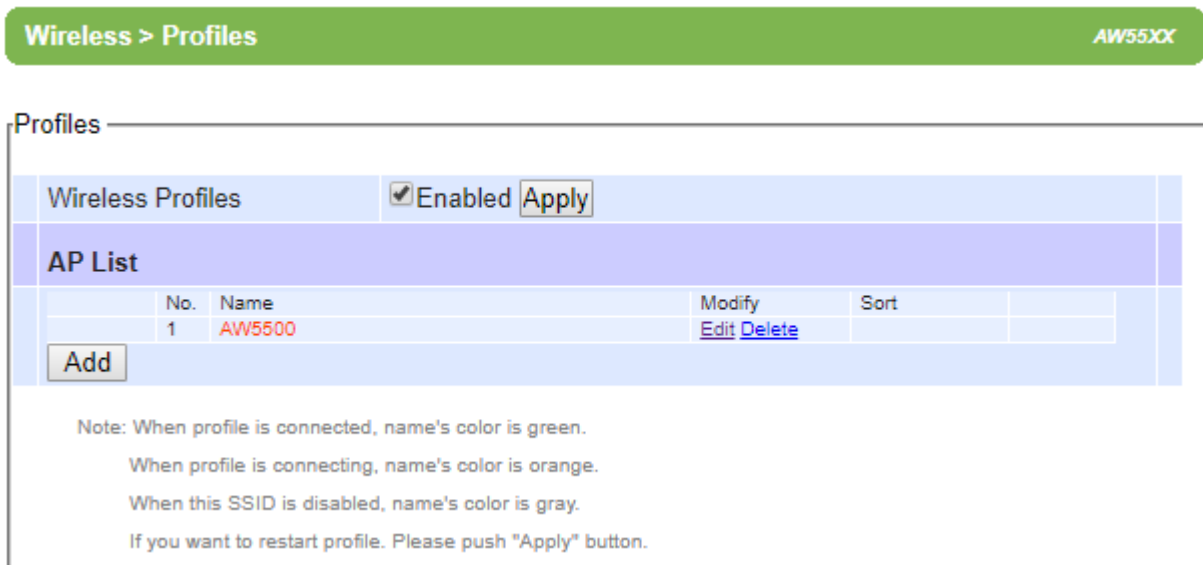 Wireless > Profiles AW55XX
Profiles
Wireless Profiles Enabled Apply
AP List
No. Name Modify Sort
1 AW5500 Edit Delete
Add
Note: When profile is connected, name's color is green.
When profile is connecting, name's color is orange.
When this SSID is disabled, name's color is gray.
If you want to restart profile. Please push "Apply" button.